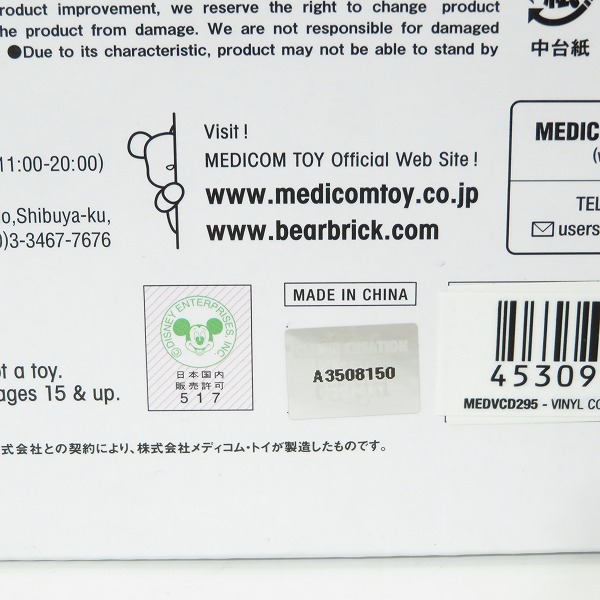 roduct improvement, we reserve the right to change product
he product from damage. We are not responsible for damaged
●Due to its characteristic, product may not be able to stand by
中台紙
Visit !
MEDICOM TOY Official Web Site !
www.medicomtoy.co.jp
www.bearbrick.com
11:00-20:00)
o,Shibuya-ku,
0)3-3467-7676
MEDIC
(w
TEL
users
©DISNEY ENTERPRISES, INC.
日本国内
販売許可
517
MADE IN CHINA
A3508150
45309
MEDVCD295 - VINYL CO
ot a toy.
ages 15 & up.
式会社との契約により、株式会社メディコム・トイが製造したものです。